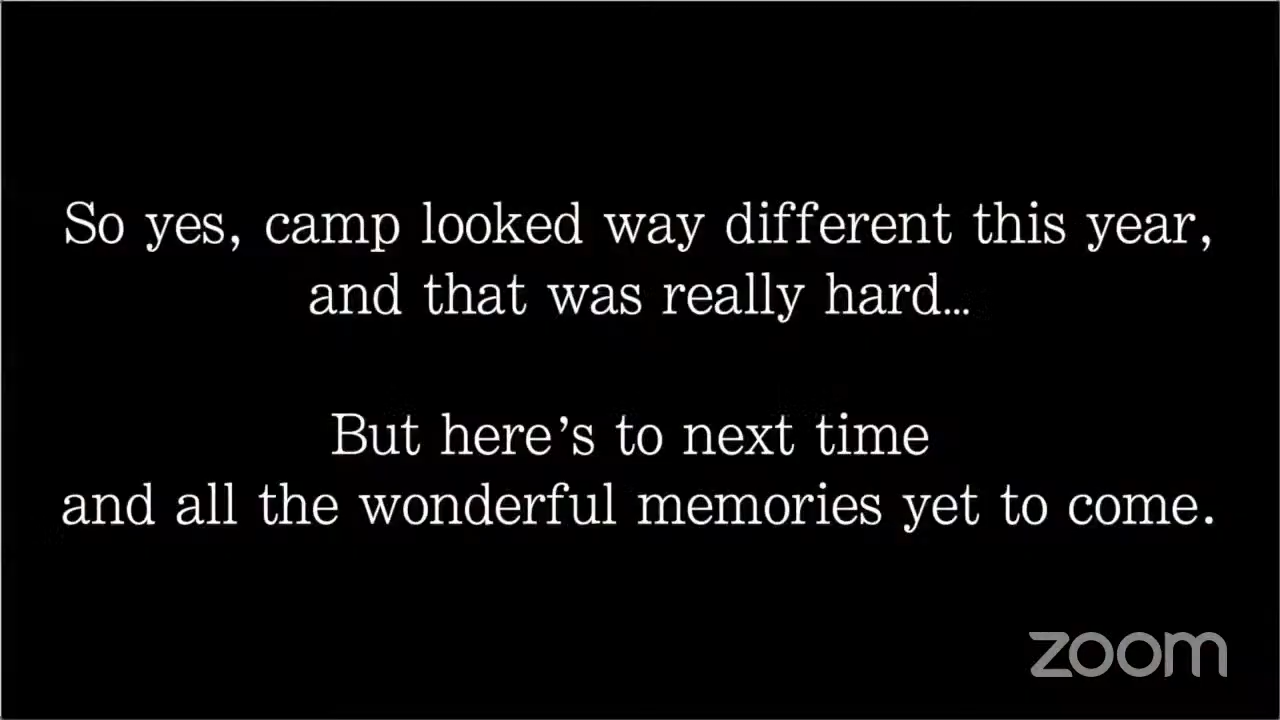 So yes, camp looked way different this year,
and that was really hard...
But here's to next time
and all the wonderful memories yet to come.
zoom